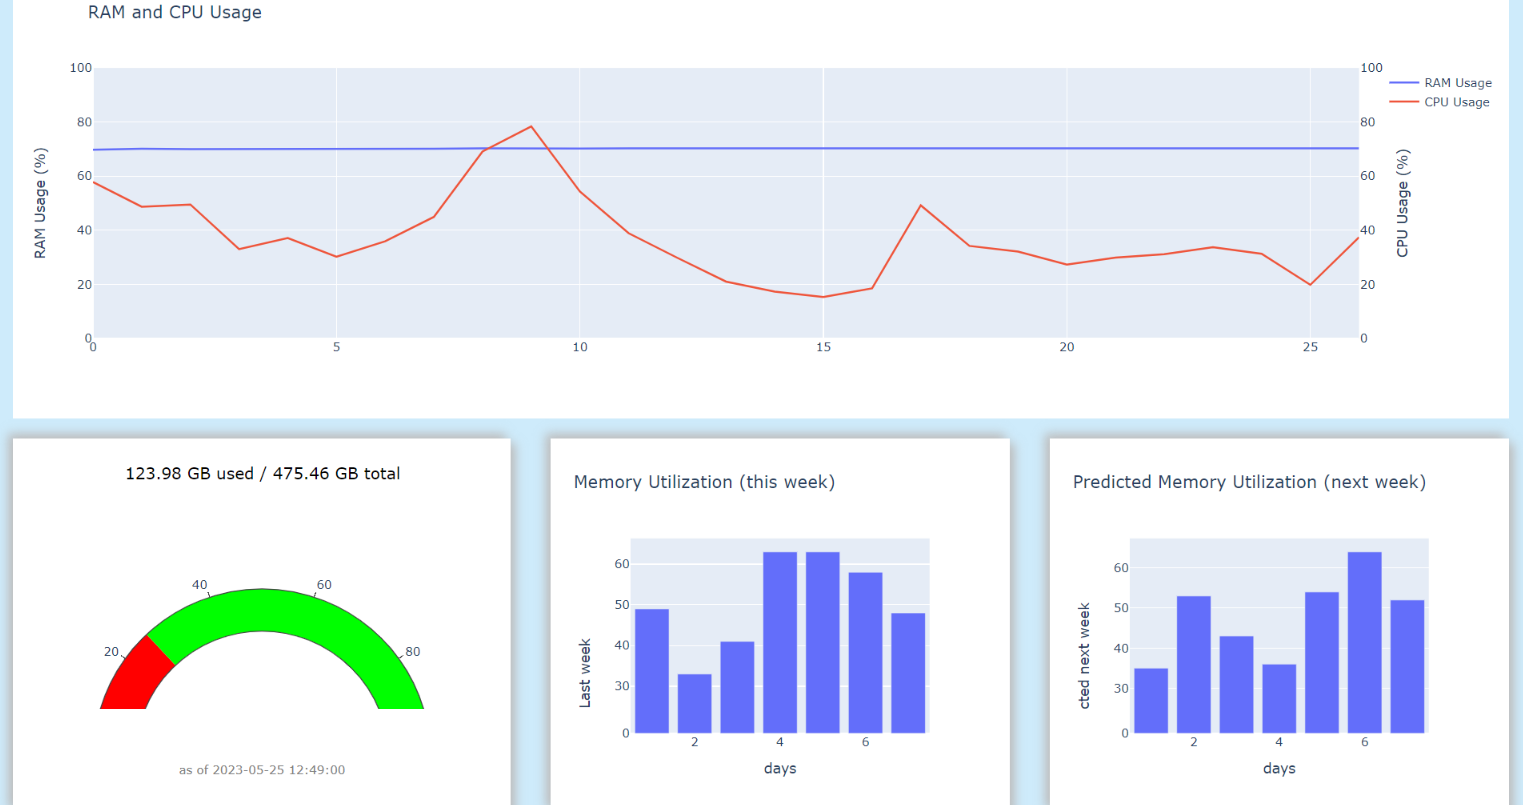 RAM and CPU Usage
100
80
60
40
20
0
RAM Usage (%)
0 5 10 15 20 25
100
80
60
40
20
0
CPU Usage (%)
RAM Usage
CPU Usage
123.98 GB used / 475.46 GB total
20
40
60
80
as of 2023-05-25 12:49:00
Memory Utilization (this week)
60
50
40
30
0
Last week
2 4 6
days
Predicted Memory Utilization (next week)
60
50
40
30
0
cted next week
2 4 6
days